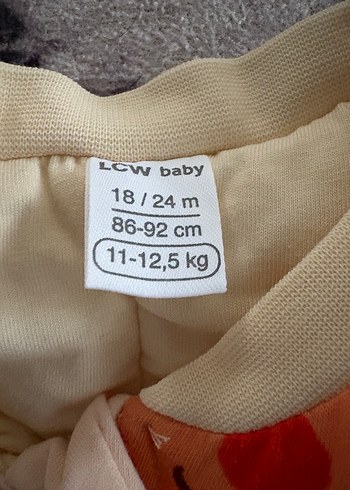 LCW baby
18 / 24 m
86-92 cm
11-12,5 kg